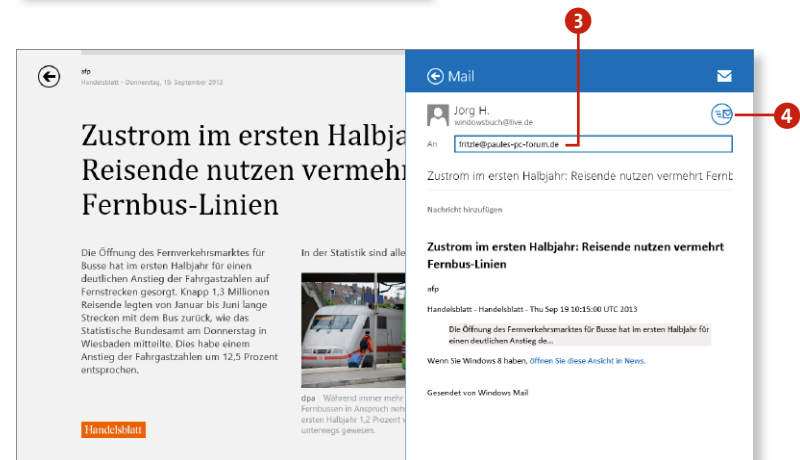 3
afp
Handelsblatt - Donnerstag, 19. September 2013
Zustrom im ersten Halbja
Reisende nutzen vermehr
Fernbus-Linien
Die Öffnung des Fernverkehrsmarktes für
Busse hat im ersten Halbjahr für einen
deutlichen Anstieg der Fahrgastzahlen auf
Fernstrecken gesorgt. Knapp 1,3 Millionen
Reisende legten von Januar bis Juni lange
Strecken mit dem Bus zurück, wie das
Statistische Bundesamt am Donnerstag in
Wiesbaden mitteilte. Dies habe einem
Anstieg der Fahrgastzahlen um 12,5 Prozent
entsprochen.
Handelsblatt
In der Statistik sind alle
dpa Während immer mehr
Fernbussen in Anspruch neh
ersten Halbjahr 1,2 Prozent
unterwegs gewesen.
Mail
Jörg H.
windowsbuch@live.de
4
An fritzle@paules-pc-forum.de
Zustrom im ersten Halbjahr: Reisende nutzen vermehrt Fernb
Nachricht hinzufügen
Zustrom im ersten Halbjahr: Reisende nutzen vermehrt
Fernbus-Linien
afp
Handelsblatt - Handelsblatt - Thu Sep 19 10:15:00 UTC 2013
Die Öffnung des Fernverkehrsmarktes für Busse hat im ersten Halbjahr für
einen deutlichen Anstieg de...
Wenn Sie Windows 8 haben, öffnen Sie diese Ansicht in News.
Gesendet von Windows Mail